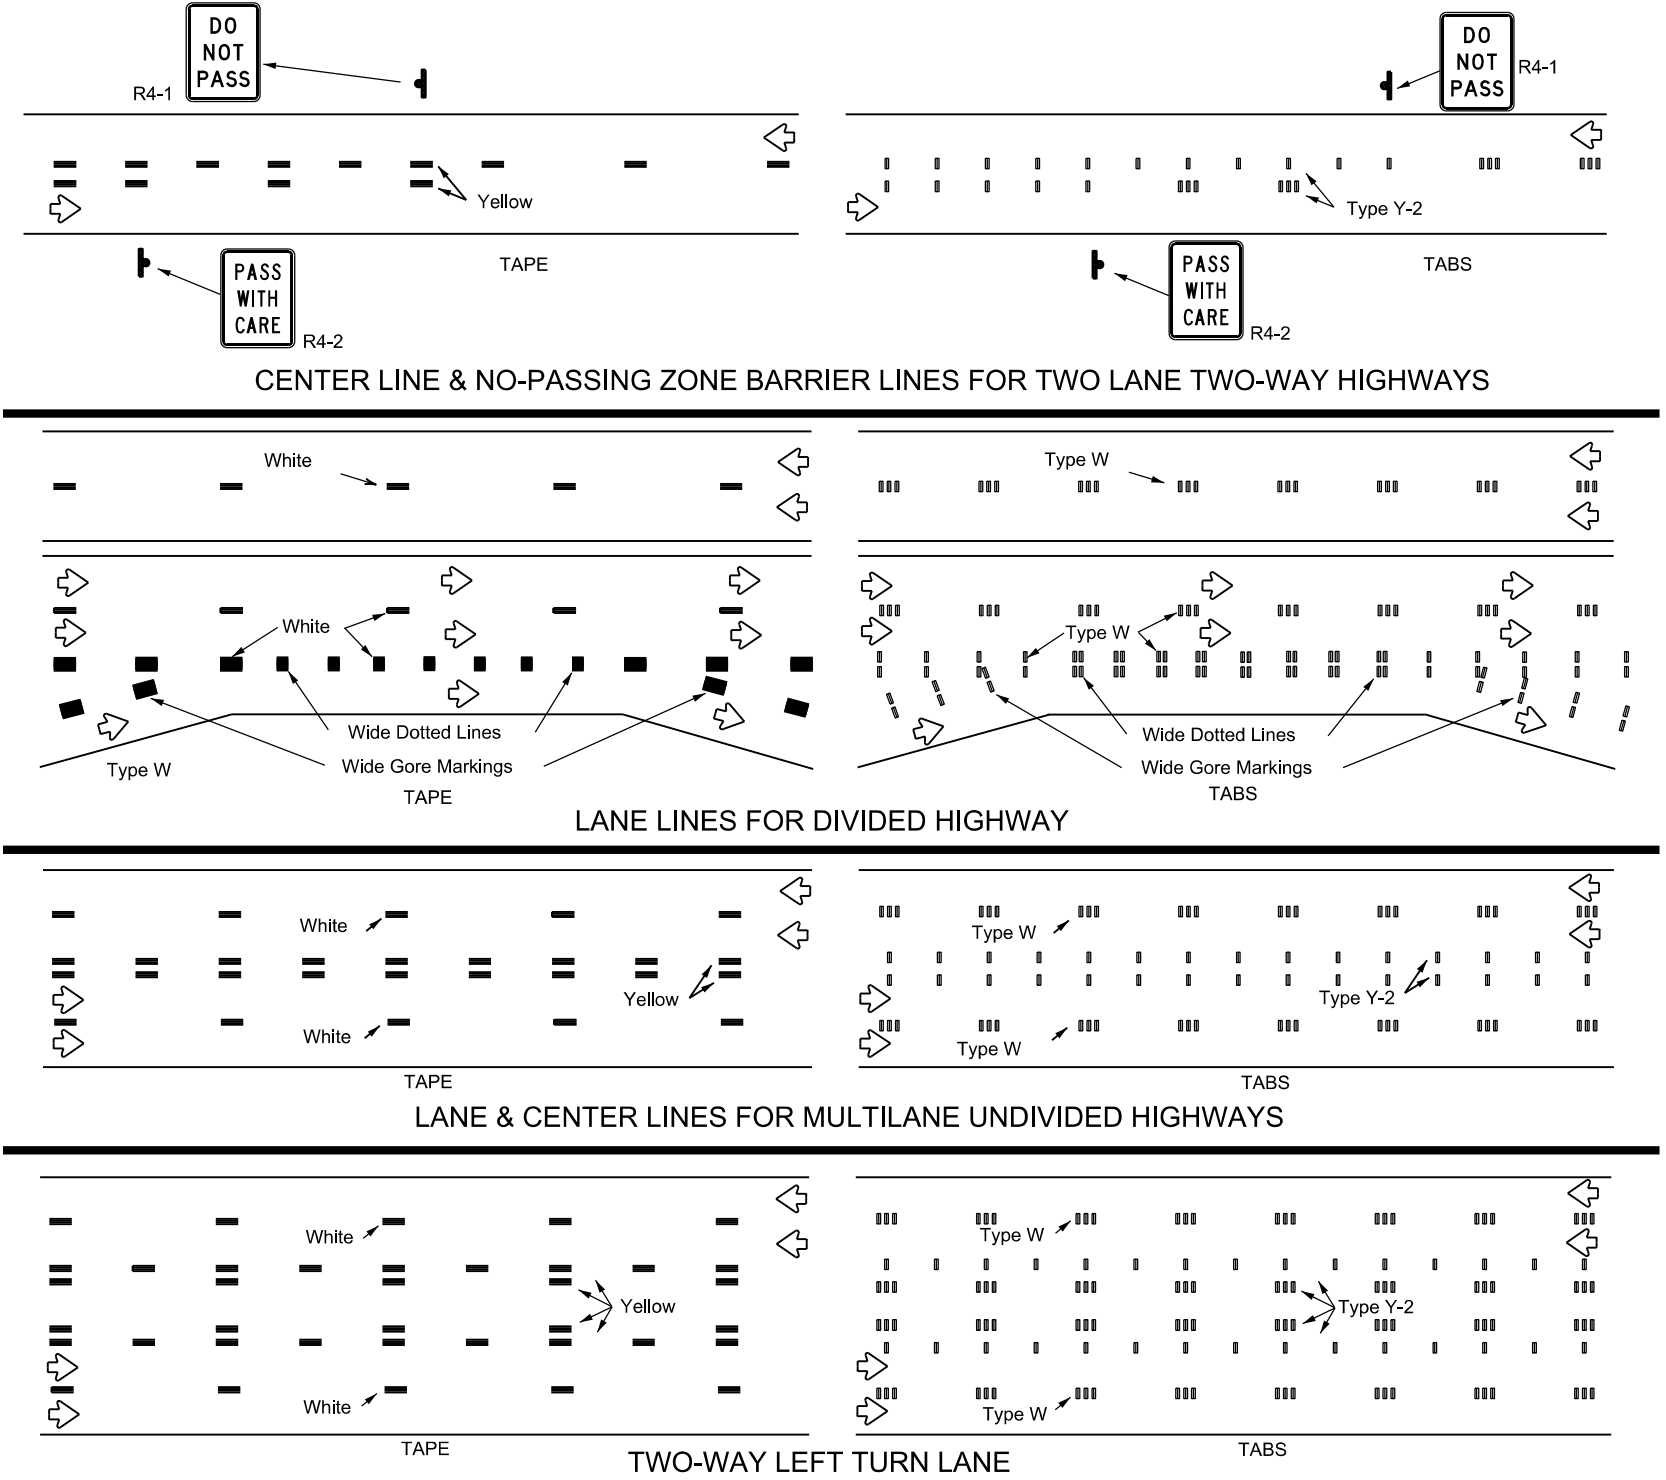 DO
NOT
PASS
R4-1
Yellow
PASS
WITH
CARE
R4-2
TAPE
DO
NOT
PASS
R4-1
Type Y-2
PASS
WITH
CARE
R4-2
TABS
CENTER LINE & NO-PASSING ZONE BARRIER LINES FOR TWO LANE TWO-WAY HIGHWAYS
White
White
Wide Dotted Lines
Wide Gore Markings
Type W
TAPE
Type W
Type W
Wide Dotted Lines
Wide Gore Markings
TABS
LANE LINES FOR DIVIDED HIGHWAY
White
Yellow
White
TAPE
Type W
Type Y-2
Type W
TABS
LANE & CENTER LINES FOR MULTILANE UNDIVIDED HIGHWAYS
White
Yellow
White
TAPE
Type W
Type Y-2
Type W
TABS
TWO-WAY LEFT TURN LANE